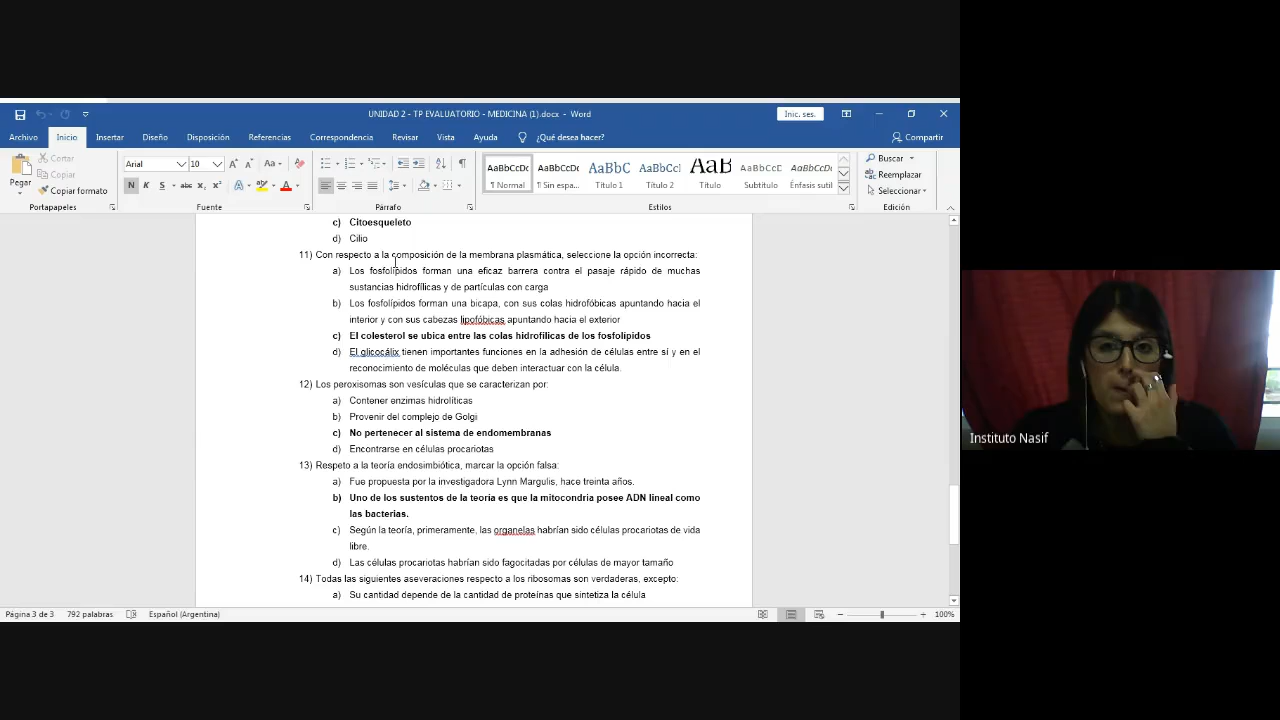 UNIDAD 2 - TP EVALUATORIO - MEDICINA (1).docx - Word
Inic. ses.
Archivo Inicio Insertar Diseño Disposición Referencias Correspondencia Revisar Vista Ayuda ¿Qué desea hacer? Compartir
Pegar
Cortar
Copiar
Copiar formato
Portapapeles
Arial 10
Aa
N K S abc x₂ x²
Fuente
Párrafo
AaBbCcDc AaBbCcDc AaBbC AaBbCcI AaB AaBbCcD AaBbCcDc
¶ Normal ¶ Sin espa... Título 1 Título 2 Título Subtítulo Énfasis sutil
Estilos
Buscar
Reemplazar
Seleccionar
Edición
c) Citoesqueleto
d) Cilio
11) Con respecto a la composición de la membrana plasmática, seleccione la opción incorrecta:
a) Los fosfolípidos forman una eficaz barrera contra el pasaje rápido de muchas
sustancias hidrofílicas y de partículas con carga
b) Los fosfolípidos forman una bicapa, con sus colas hidrofóbicas apuntando hacia el
interior y con sus cabezas lipofóbicas apuntando hacia el exterior
c) El colesterol se ubica entre las colas hidrofílicas de los fosfolípidos
d) El glicocálix tienen importantes funciones en la adhesión de células entre sí y en el
reconocimiento de moléculas que deben interactuar con la célula.
12) Los peroxisomas son vesículas que se caracterizan por:
a) Contener enzimas hidrolíticas
b) Provenir del complejo de Golgi
c) No pertenecer al sistema de endomembranas
d) Encontrarse en células procariotas
13) Respeto a la teoría endosimbiótica, marcar la opción falsa:
a) Fue propuesta por la investigadora Lynn Margulis, hace treinta años.
b) Uno de los sustentos de la teoría es que la mitocondria posee ADN lineal como
las bacterias.
c) Según la teoría, primeramente, las organelas habrían sido células procariotas de vida
libre.
d) Las células procariotas habrían sido fagocitadas por células de mayor tamaño
14) Todas las siguientes aseveraciones respecto a los ribosomas son verdaderas, excepto:
a) Su cantidad depende de la cantidad de proteínas que sintetiza la célula
Página 3 de 3 792 palabras Español (Argentina) 100%
Instituto Nasif